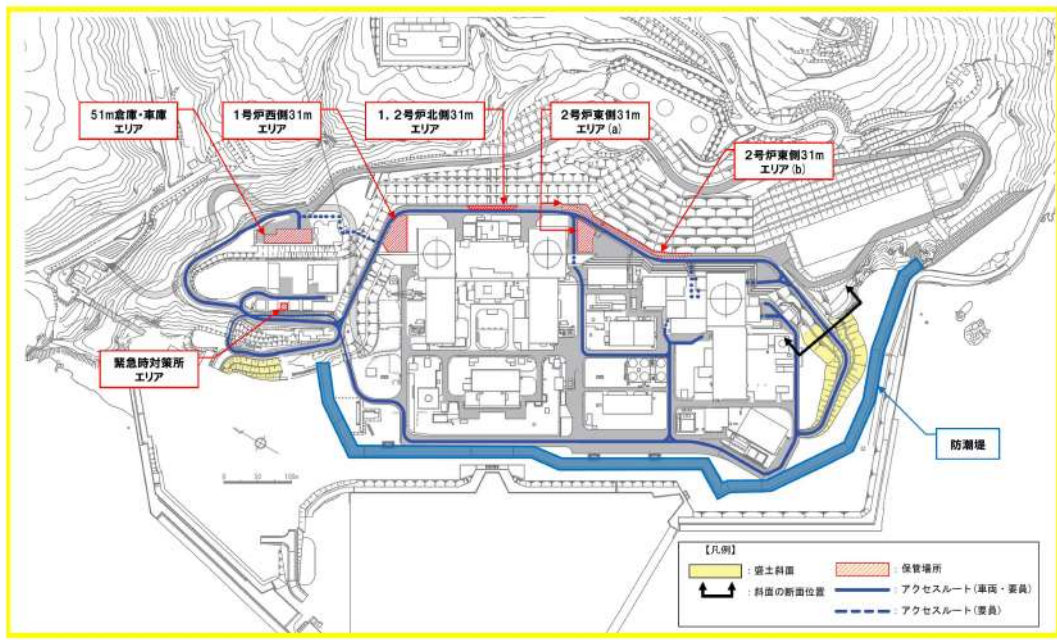 51m倉庫・車庫
エリア
1号炉西側31m
エリア
1,2号炉北側31m
エリア
2号炉東側31m
エリア(a)
2号炉東側31m
エリア(b)
緊急時対策所
エリア
防潮堤
0 50 100m
【凡例】
:盛土斜面
:斜面の断面位置
:保管場所
:アクセスルート(車両・要員)
:アクセスルート(要員)